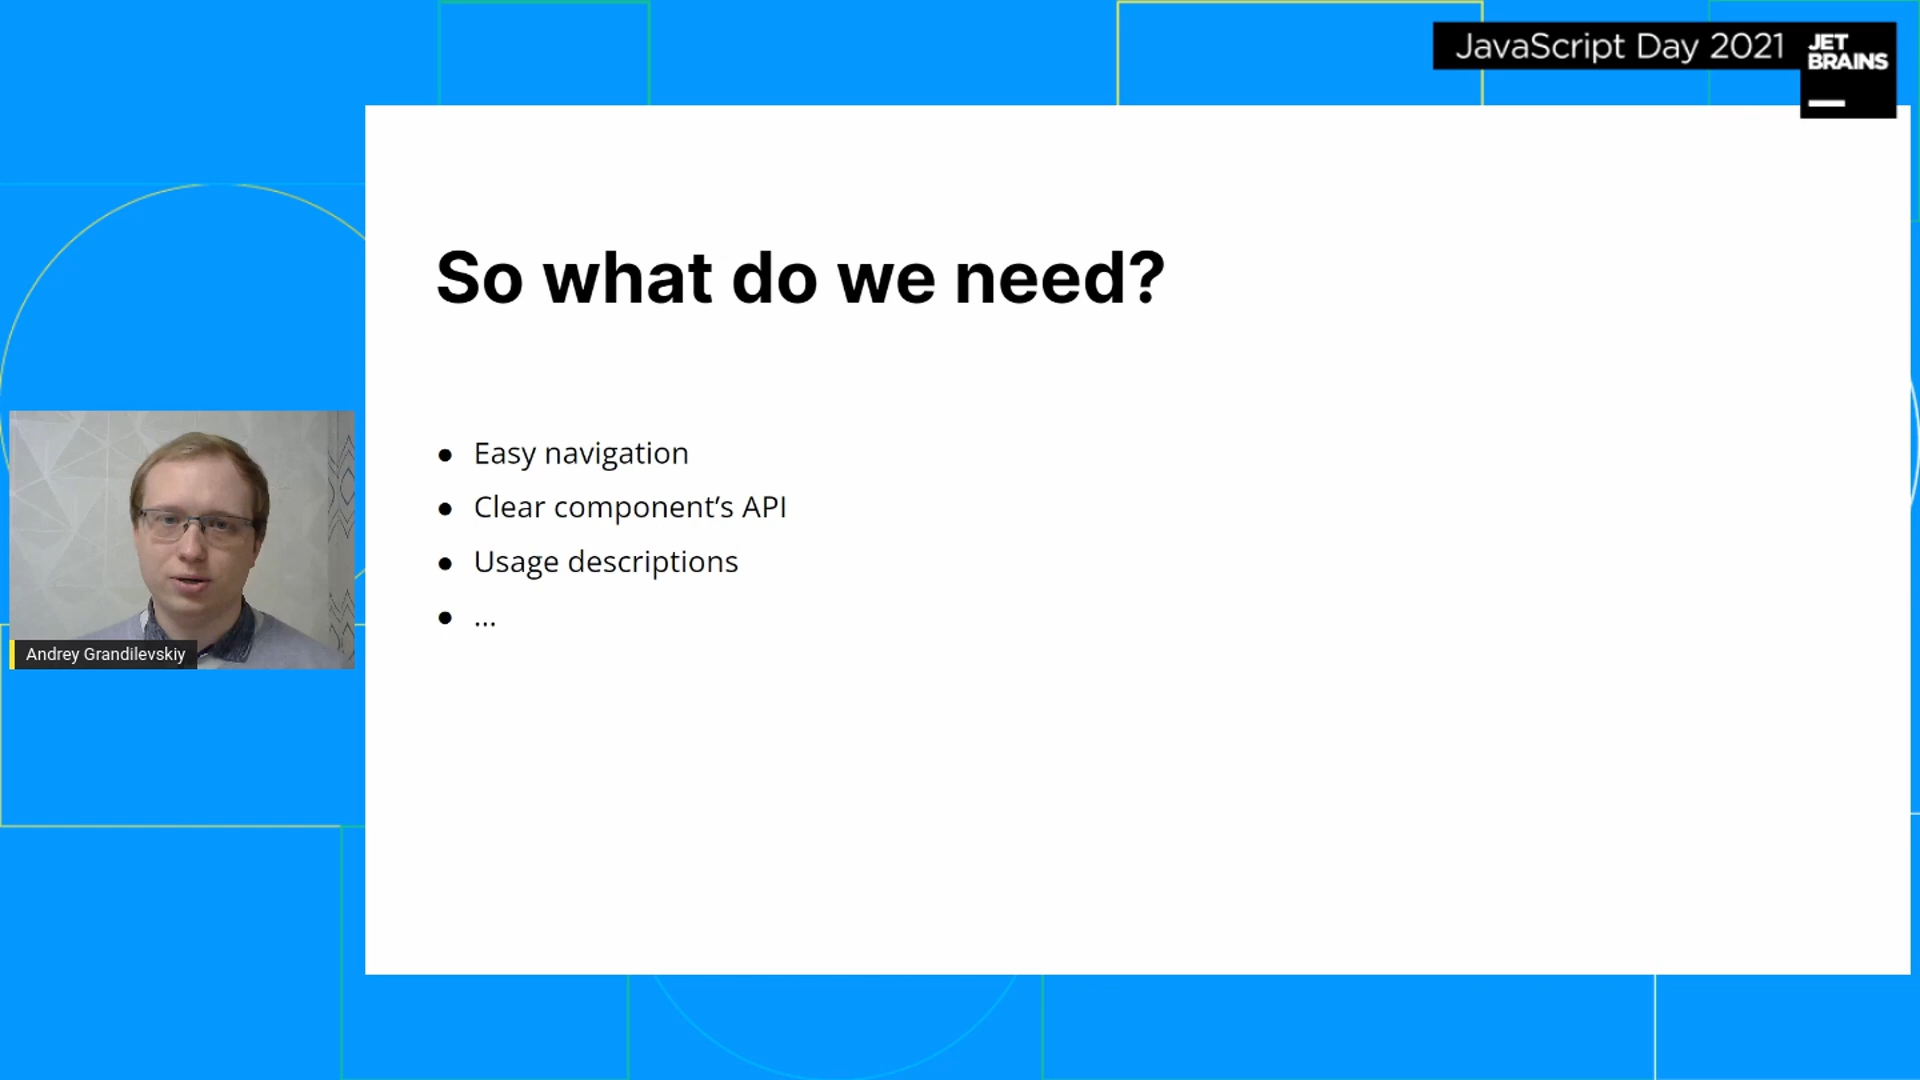 JavaScript Day 2021
JET
BRAINS
So what do we need?
● Easy navigation
● Clear component’s API
● Usage descriptions
● ...
Andrey Grandilevskiy